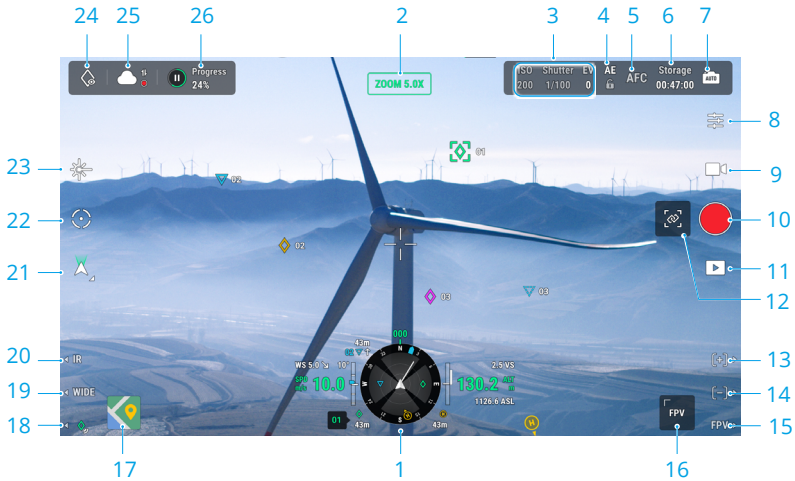 24 25 26 2 3 4 5 6 7
Progress
24%
ZOOM 5.0X
ISO Shutter EV AE AFC Storage
200 1/100 0 00:47:00 AUTO
8
01
23 9
02
22 10
02
21 11
03 03
12
000
43m
20 IR 02 T N 13
WS 5.0 10° 2.5 VS
SPD 10.0 W E 130.2 ALT
19 WIDE 1126.6 ASL 14
01 S FPV
18 43m 43m FPV 15
17 1 16